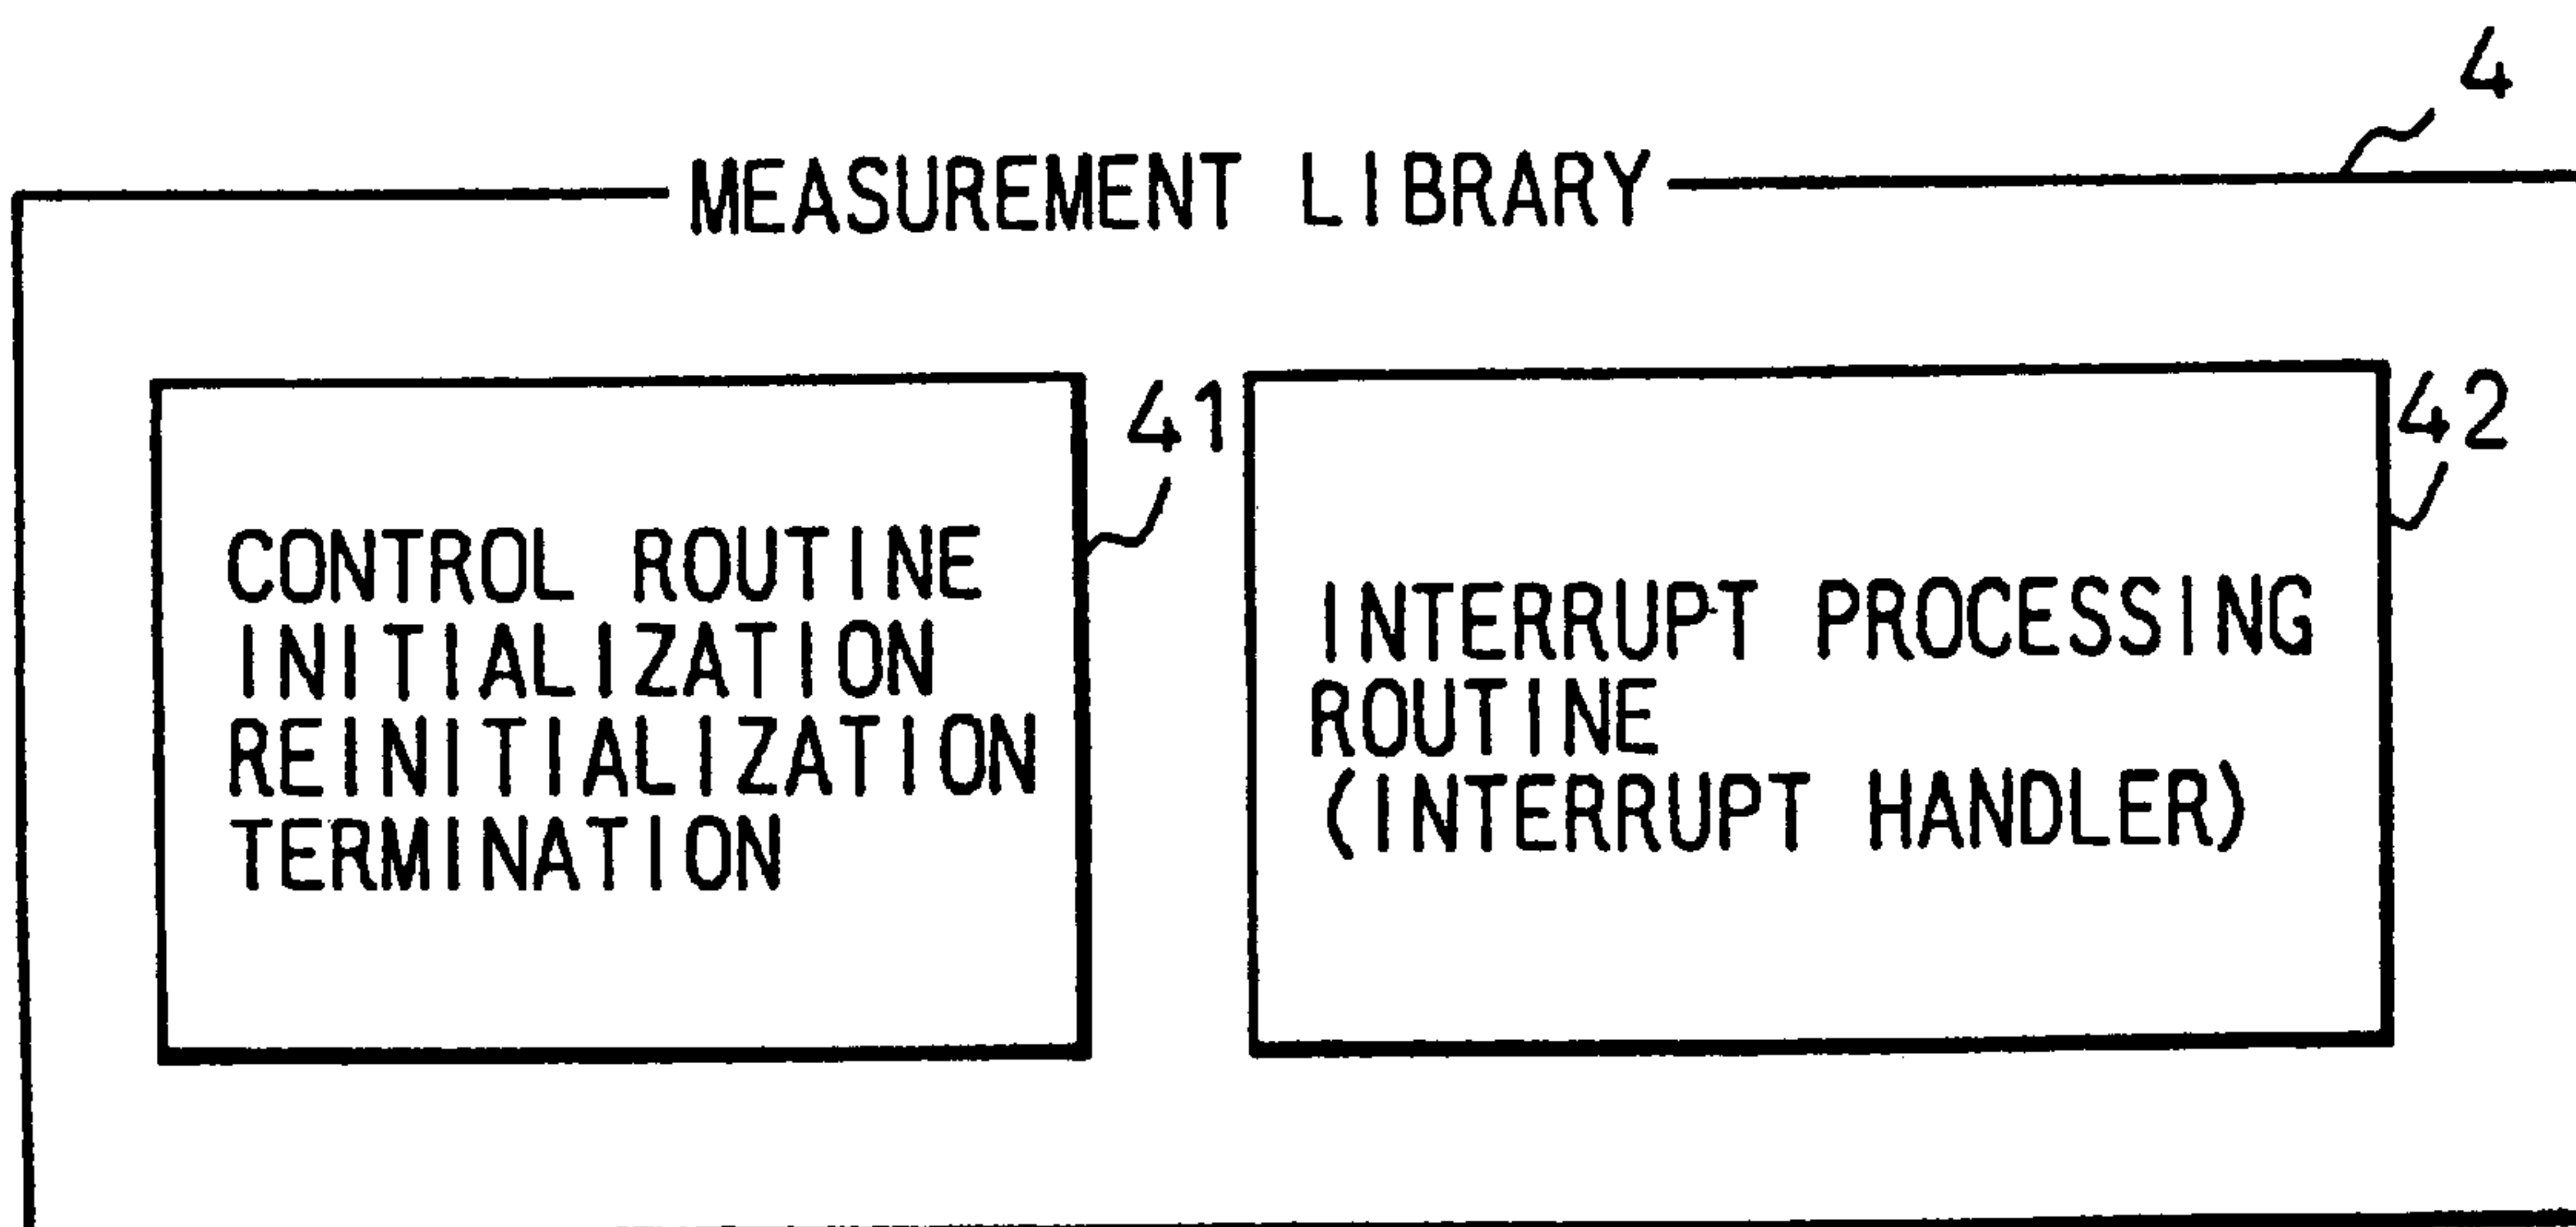 4
MEASUREMENT LIBRARY
41
42
CONTROL ROUTINE
INITIALIZATION
REINITIALIZATION
TERMINATION
INTERRUPT PROCESSING
ROUTINE
(INTERRUPT HANDLER)